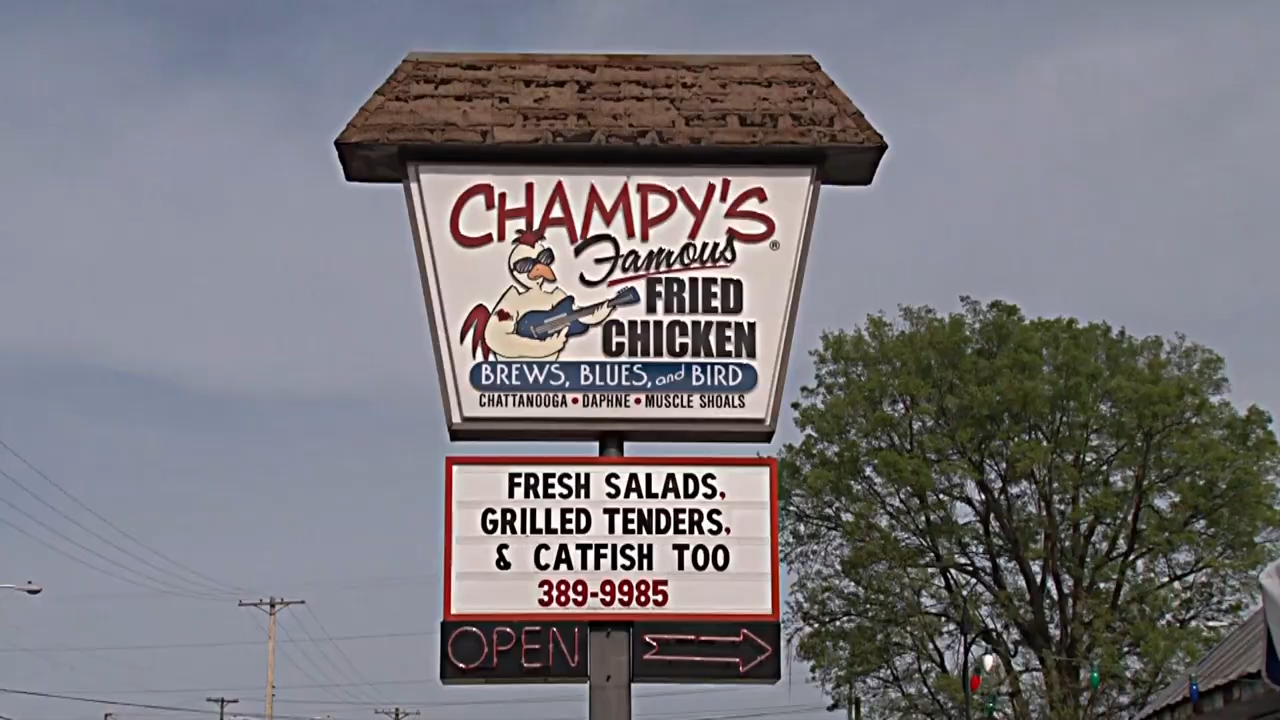 CHAMPY'S®
Famous
FRIED
CHICKEN
BREWS, BLUES, and BIRD
CHATTANOOGA • DAPHNE • MUSCLE SHOALS
FRESH SALADS,
GRILLED TENDERS,
& CATFISH TOO
389-9985
OPEN